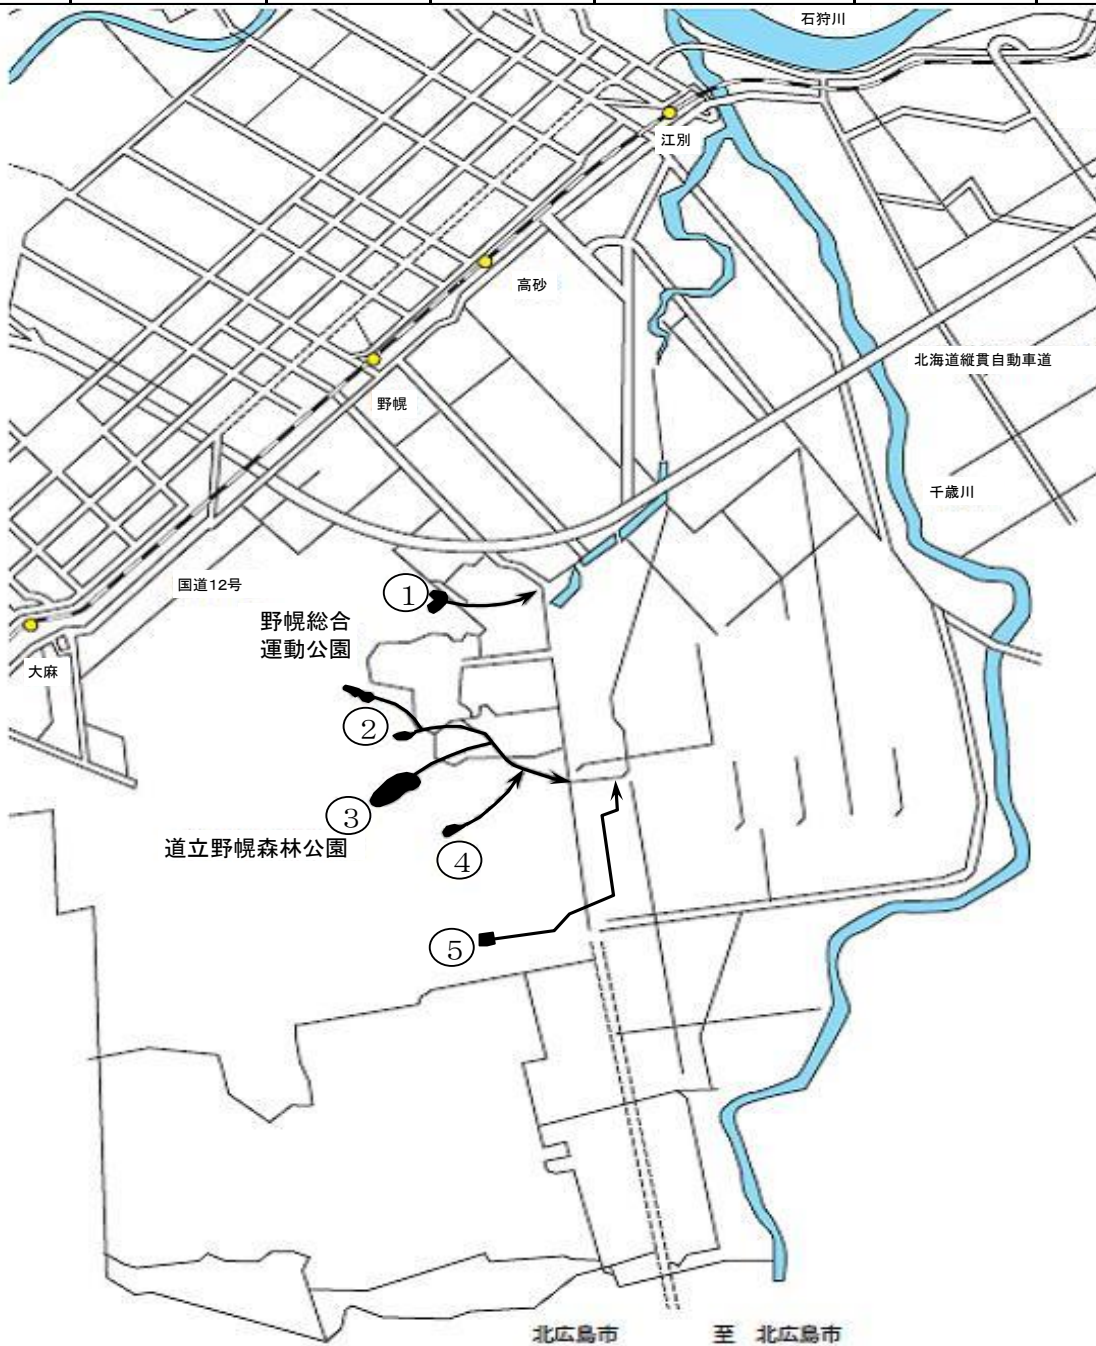 石狩川
江別
高砂
北海道縦貫自動車道
野幌
千歳川
国道12号
①
野幌総合
運動公園
大麻
②
③
道立野幌森林公園
④
⑤
北広島市
至 北広島市